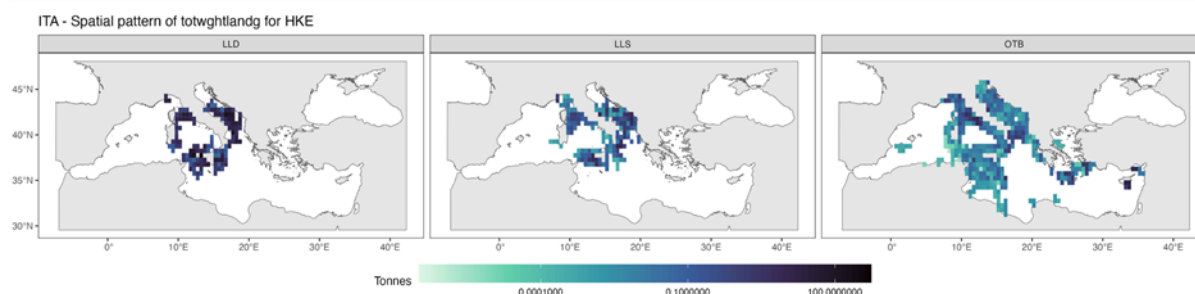 ITA - Spatial pattern of totwghtlandg for HKE
LLD LLS OTB
45°N
40°N
35°N
30°N
0° 10°E 20°E 30°E 40°E 0° 10°E 20°E 30°E 40°E 0° 10°E 20°E 30°E 40°E
Tonnes
0.0001000 0.1000000 100.0000000